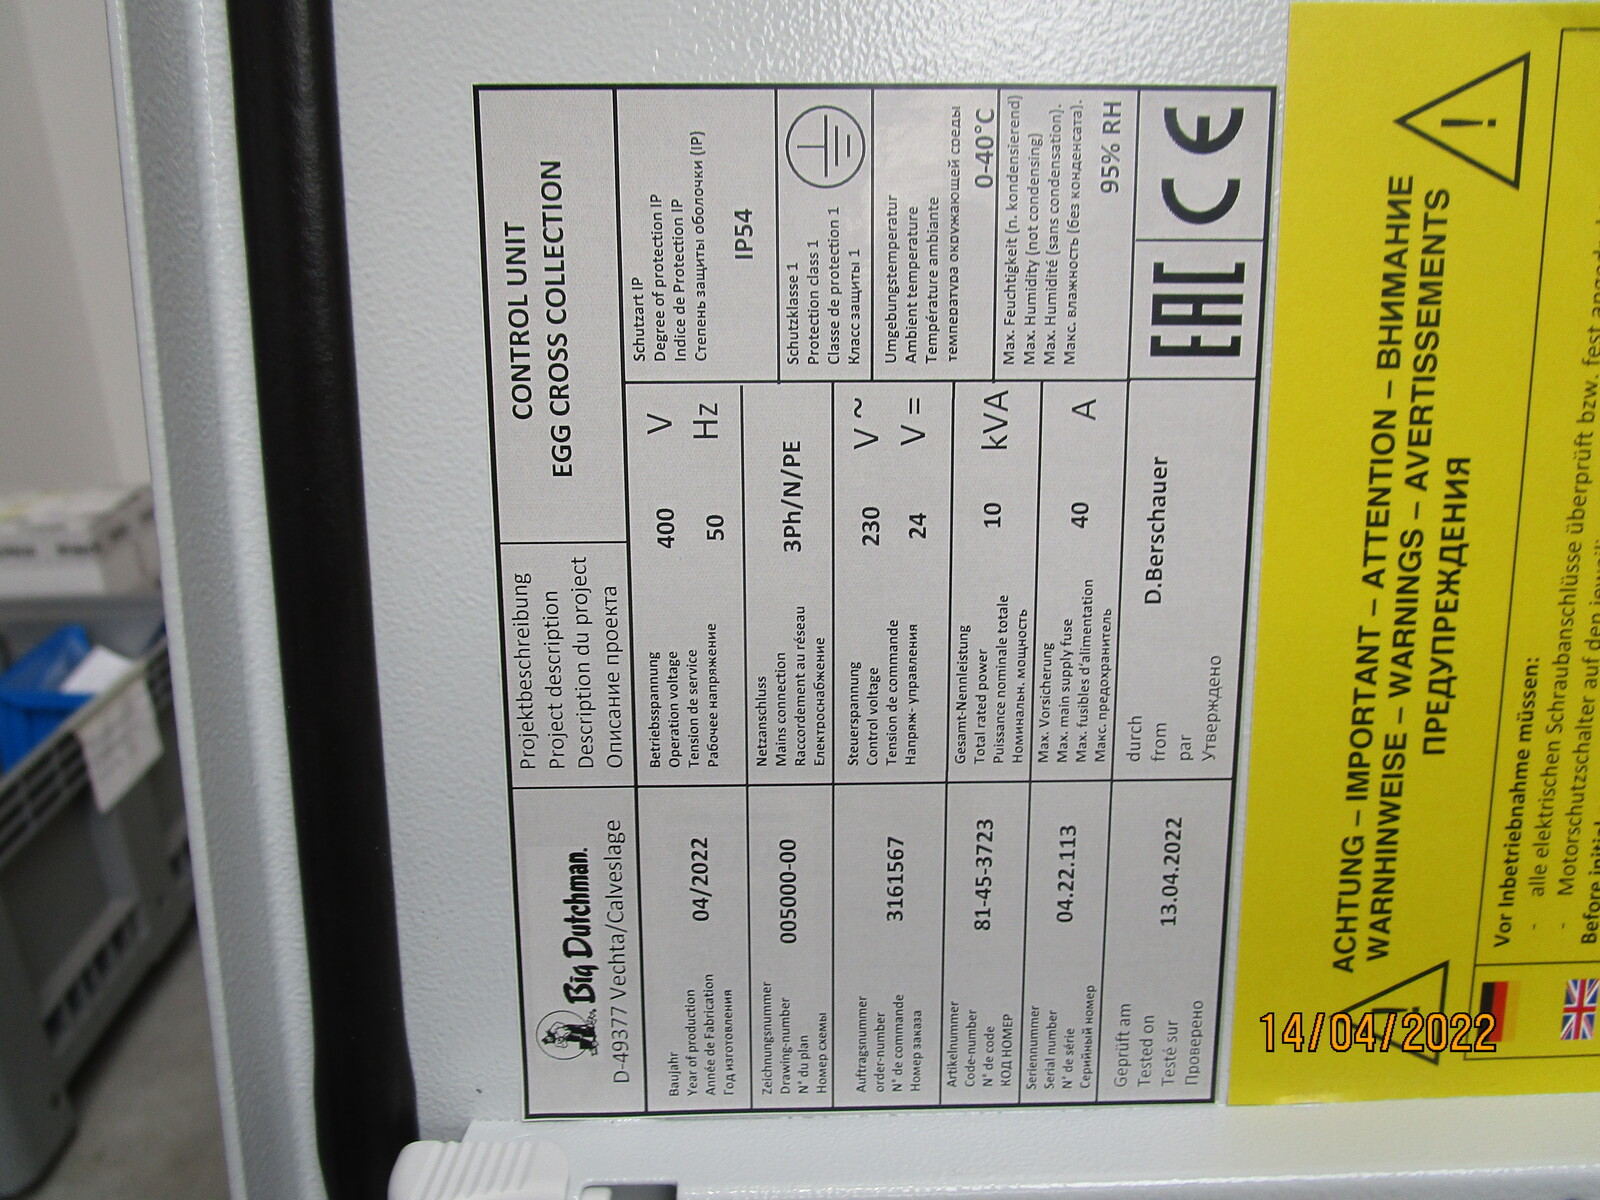 Big Dutchman.
D-49377 Vechta/Calveslage
Projektbeschreibung
Project description
Description du project
Описание проекта
CONTROL UNIT
EGG CROSS COLLECTION
Baujahr
Year of production
Année de Fabrication
Год изготовления
04/2022
Betriebsspannung
Operation voltage
Tension de service
Рабочее напряжение
400 V
50 Hz
Schutzart IP
Degree of protection IP
Indice de Protection IP
Степень защиты оболочки (IP)
IP54
Zeichnungsnummer
Drawing-number
N° du plan
Номер схемы
005000-00
Netzanschluss
Mains connection
Raccordement au réseau
Електроснабжение
3Ph/N/PE
Schutzklasse 1
Protection class 1
Classe de protection 1
Класс защиты 1
Auftragsnummer
order-number
N° de commande
Номер заказа
3161567
Steuerspannung
Control voltage
Tension de commande
Напряж- управления
230 V ~
24 V =
Umgebungstemperatur
Ambient temperature
Température ambiante
температура окружающей среды
0-40°C
Artikelnummer
Code-number
N° de code
КОД НОМЕР
81-45-3723
Gesamt-Nennleistung
Total rated power
Puissance nominale totale
Номинальн. мощность
10 kVA
Max. Feuchtigkeit (n. kondensierend)
Max. Humidity (not condensing)
Max. Humidité (sans condensation).
Макс. влажность (без конденсата).
95% RH
Seriennummer
Serial number
N° de série
Серийный номер
04.22.113
Max. Vorsicherung
Max. main supply fuse
Max. fusibles d'alimentation
Макс. предохранитель
40 A
Geprüft am
Tested on
Testé sur
Проверено
13.04.2022
durch
from
par
Утверждено
D.Berschauer
EAC
CE
ACHTUNG – IMPORTANT – ATTENTION – ВНИМАНИЕ
WARNHINWEISE – WARNINGS – AVERTISSEMENTS
ПРЕДУПРЕЖДЕНИЯ
Vor Inbetriebnahme müssen:
- alle elektrischen Schraubanschlüsse überprüft bzw. fest
- Motorschutzschalter auf den
Before initial
14/04/2022